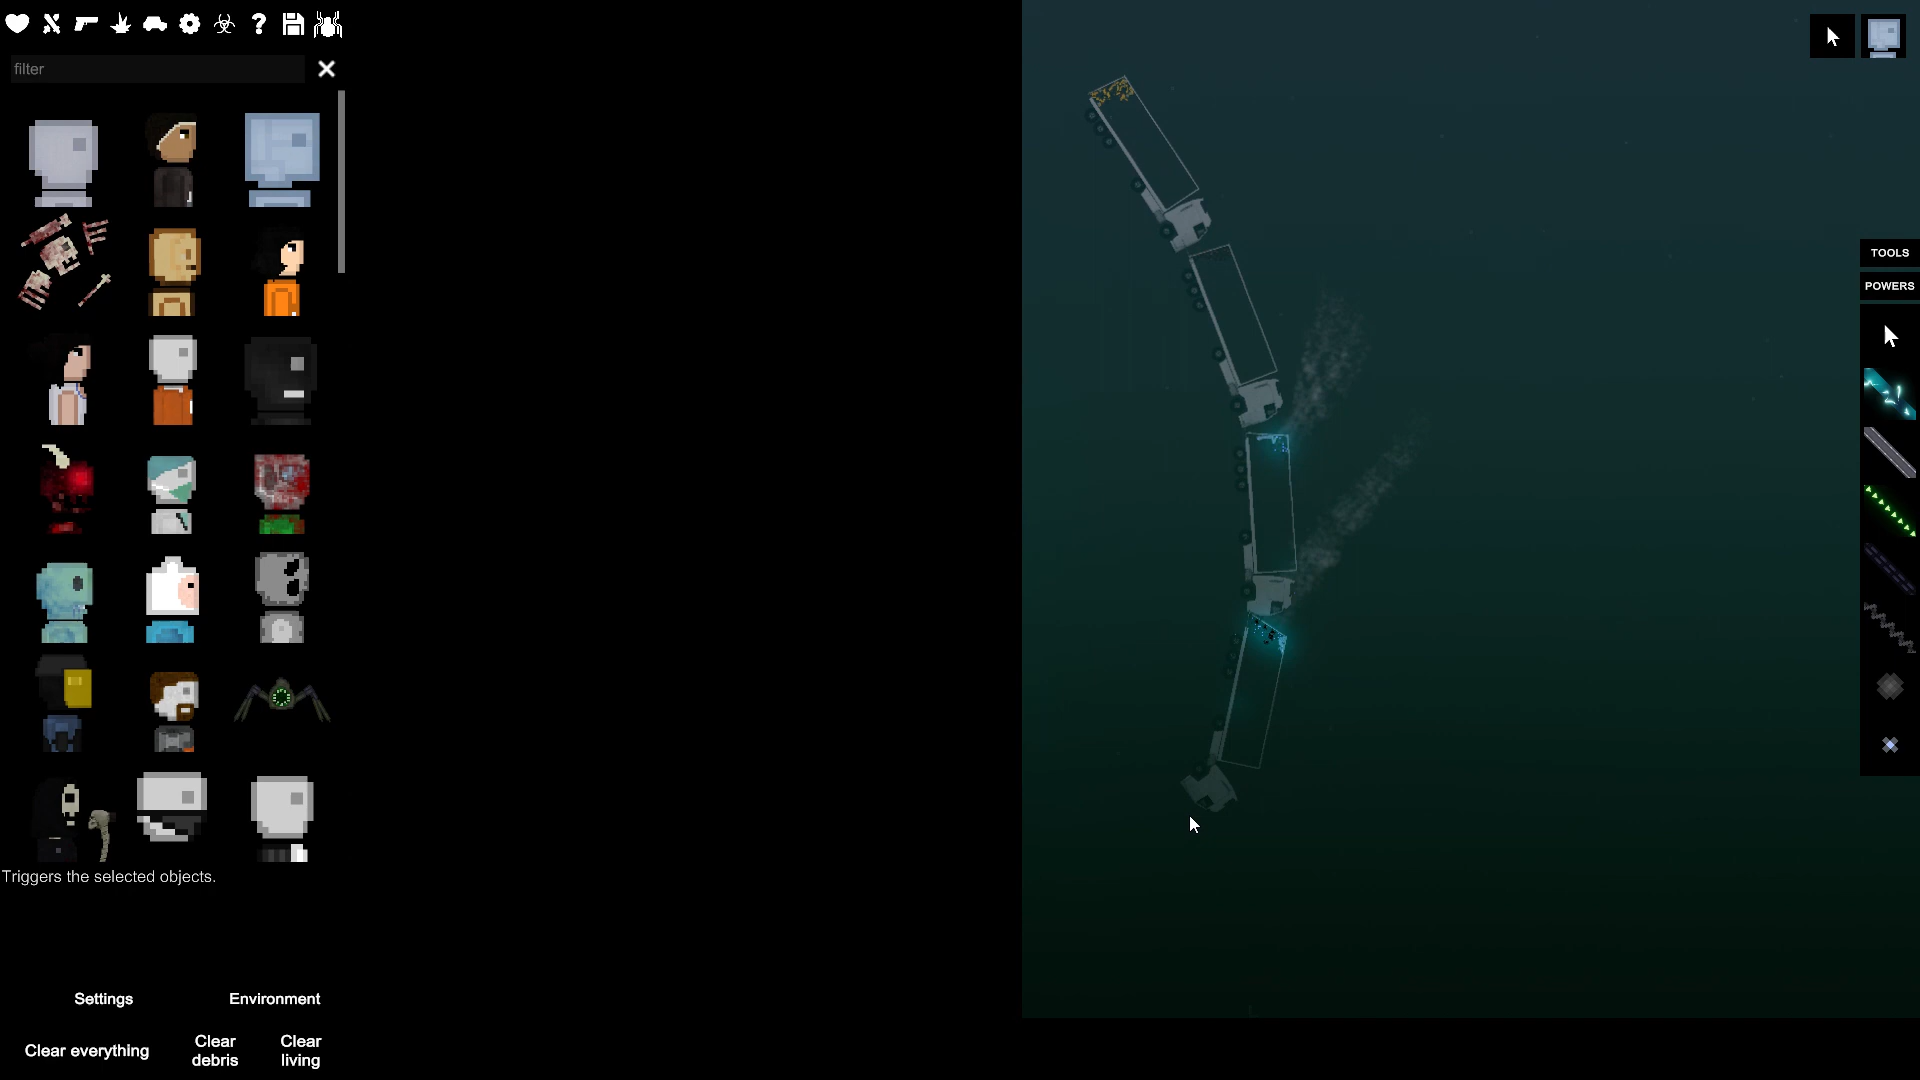 filter
TOOLS
POWERS
Triggers the selected objects.
Settings
Environment
Clear everything
Clear
debris
Clear
living